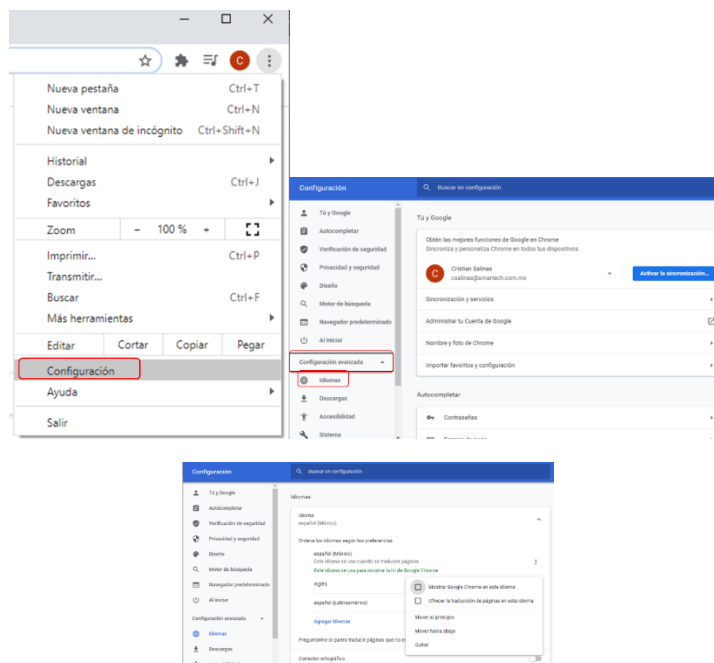 Nueva pestaña Ctrl+T
Nueva ventana Ctrl+N
Nueva ventana de incógnito Ctrl+Shift+N
Historial
Descargas Ctrl+J
Favoritos
Zoom - 100 % +
Imprimir... Ctrl+P
Transmitir...
Buscar Ctrl+F
Más herramientas
Editar Cortar Copiar Pegar
Configuración
Ayuda
Salir
Configuración
Buscar en configuración
Tú y Google
Autocompletar
Verificación de seguridad
Privacidad y seguridad
Diseño
Motor de búsqueda
Navegador predeterminado
Al iniciar
Configuración avanzada
Idiomas
Descargas
Accesibilidad
Sistema
Tú y Google
Obtén las mejores funciones de Google en Chrome
Sincroniza y personaliza Chrome en todos tus dispositivos
C
Cristian Salinas
csalinas@smartech.com.mx
Activar la sincronización...
Sincronización y servicios
Administrar tu Cuenta de Google
Nombre y foto de Chrome
Importar favoritos y configuración
Autocompletar
Contraseñas
Configuración
Buscar en configuración
Tú y Google
Autocompletar
Verificación de seguridad
Privacidad y seguridad
Diseño
Motor de búsqueda
Navegador predeterminado
Al iniciar
Configuración avanzada
Idiomas
Descargas
Idiomas
Idioma
español (México)
Ordena los idiomas según tus preferencias
español (México)
Este idioma se usa cuando se traducen páginas
Este idioma se usa para mostrar la IU de Google Chrome
inglés
español (Latinoamérica)
Agregar idiomas
Preguntarme si quiero traducir páginas que no
Corrector ortográfico
Mostrar Google Chrome en este idioma
Ofrecer la traducción de páginas en este idioma
Mover al principio
Mover hacia abajo
Quitar